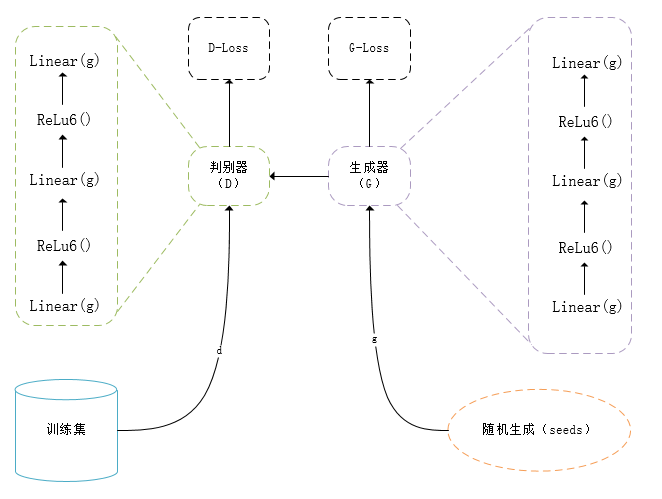 D-Loss
G-Loss
Linear(g)
ReLu6()
Linear(g)
ReLu6()
Linear(g)
判别器
（D）
生成器
（G）
Linear(g)
ReLu6()
Linear(g)
ReLu6()
Linear(g)
d
g
训练集
随机生成（seeds）